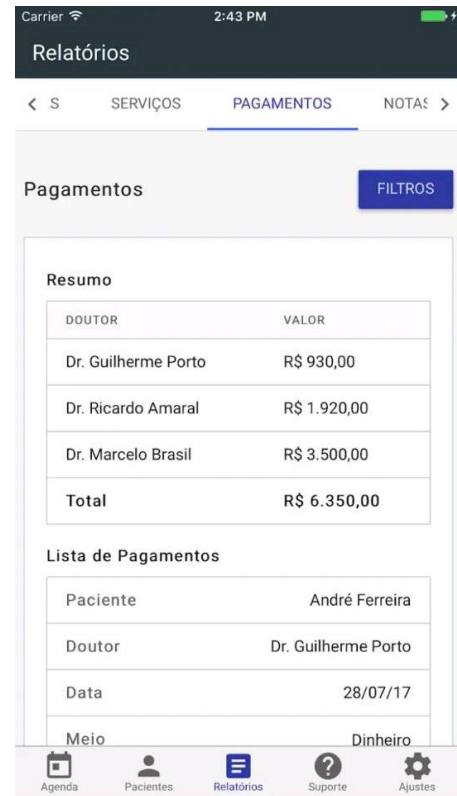 Carrier 2:43 PM
Relatórios
S SERVIÇOS PAGAMENTOS NOTAS
Pagamentos FILTROS
Resumo
DOUTOR VALOR
Dr. Guilherme Porto R$ 930,00
Dr. Ricardo Amaral R$ 1.920,00
Dr. Marcelo Brasil R$ 3.500,00
Total R$ 6.350,00
Lista de Pagamentos
Paciente André Ferreira
Doutor Dr. Guilherme Porto
Data 28/07/17
Meio Dinheiro
Agenda Pacientes Relatórios Suporte Ajustes